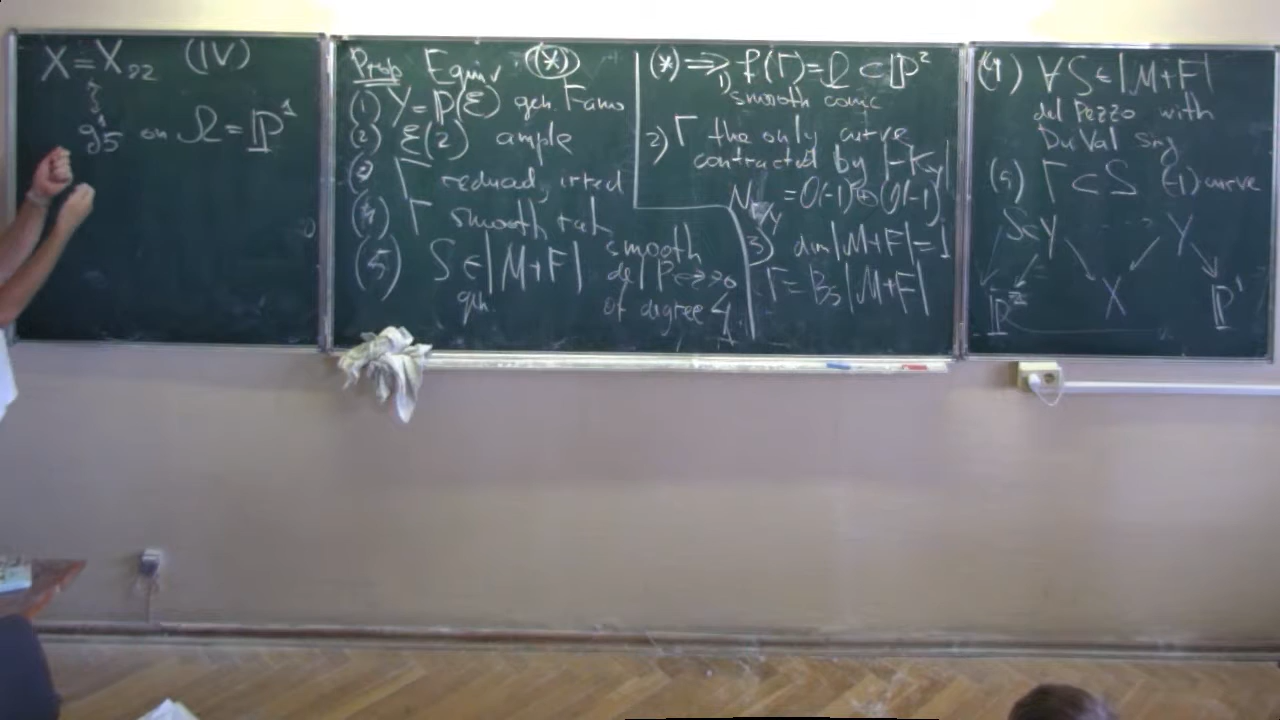 X = X₂₂ (IV)
g¹₅ on Ω = ℙ¹
Prop Equiv (*)
(1) Y = ℙ(ℰ) gen. Fano
(2) ℰ(2) ample
(3) Γ reduced, irred
(4) Γ smooth rat
(5) S ∈ |M+F| smooth
gen. del Pezzo
of degree 4
(*) ⟹ 1) f(Γ) = Ω ⊂ ℙ²
smooth conic
2) Γ the only curve
contracted by |-K_Y|
N = O(-1) ⊕ O(-1)
3) dim |M+F| = 1
Γ = Bs |M+F|
(4) ∀ S ∈ |M+F|
del Pezzo with
Du Val sing
(5) Γ ⊂ S (-1) curve
S ⊂ Y Y
ℙ² X ℙ¹